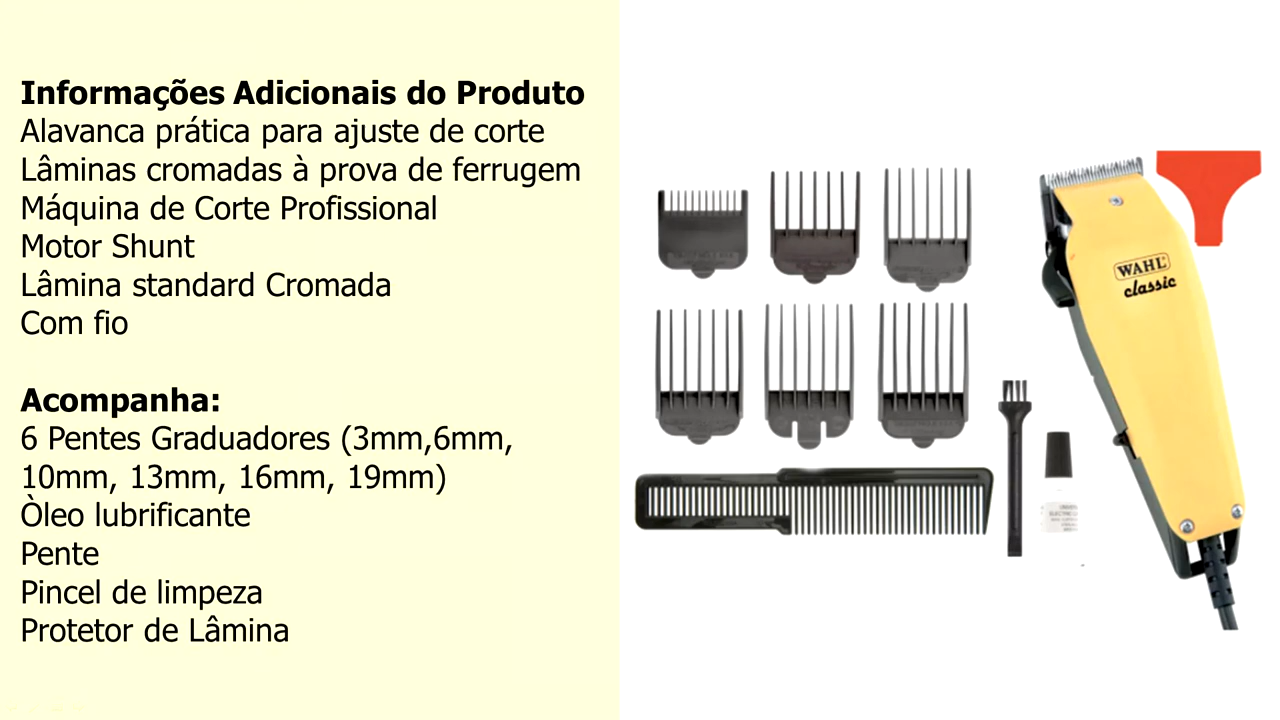 Informações Adicionais do Produto
Alavanca prática para ajuste de corte
Lâminas cromadas à prova de ferrugem
Máquina de Corte Profissional
Motor Shunt
Lâmina standard Cromada
Com fio
Acompanha:
6 Pentes Graduadores (3mm,6mm,
10mm, 13mm, 16mm, 19mm)
Òleo lubrificante
Pente
Pincel de limpeza
Protetor de Lâmina
WAHL
classic